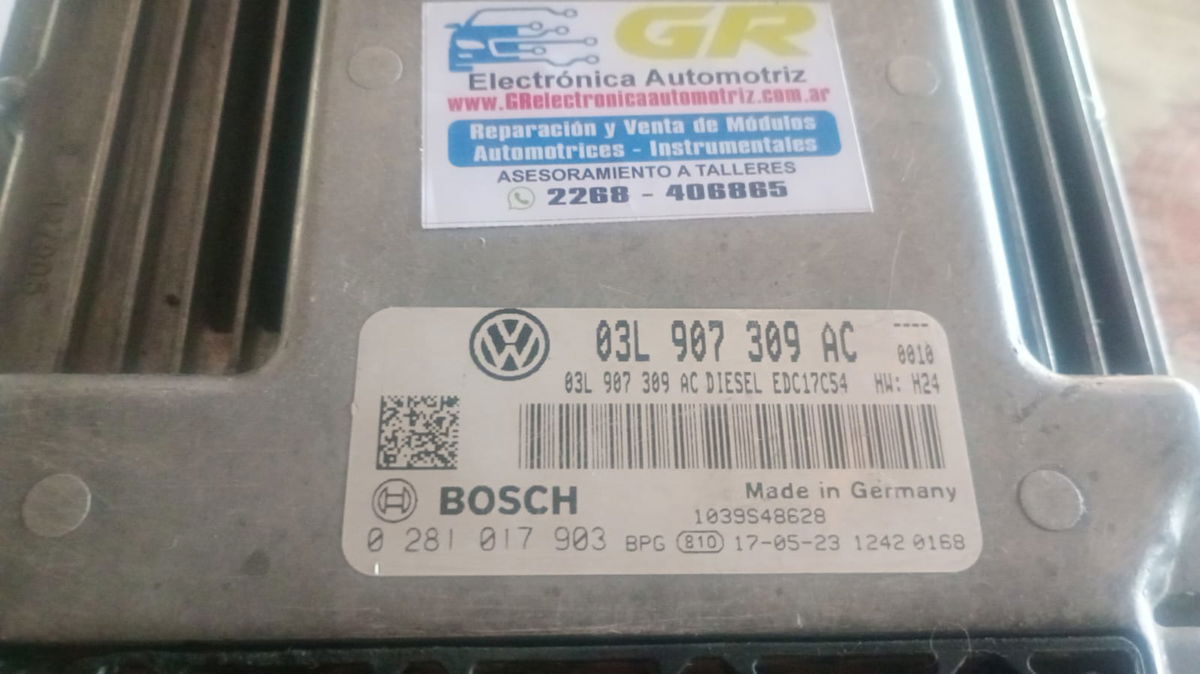 GR
Electrónica Automotriz
www.GRelectronicaautomotriz.com.ar
Reparación y Venta de Módulos
Automotrices - Instrumentales
ASESORAMIENTO A TALLERES
2268 - 406865
03L 907 309 AC ----
0010
03L 907 309 AC DIESEL EDC17C54 HW: H24
BOSCH
Made in Germany
1039S48628
0 281 017 903 BPG 810 17-05-23 1242 0168